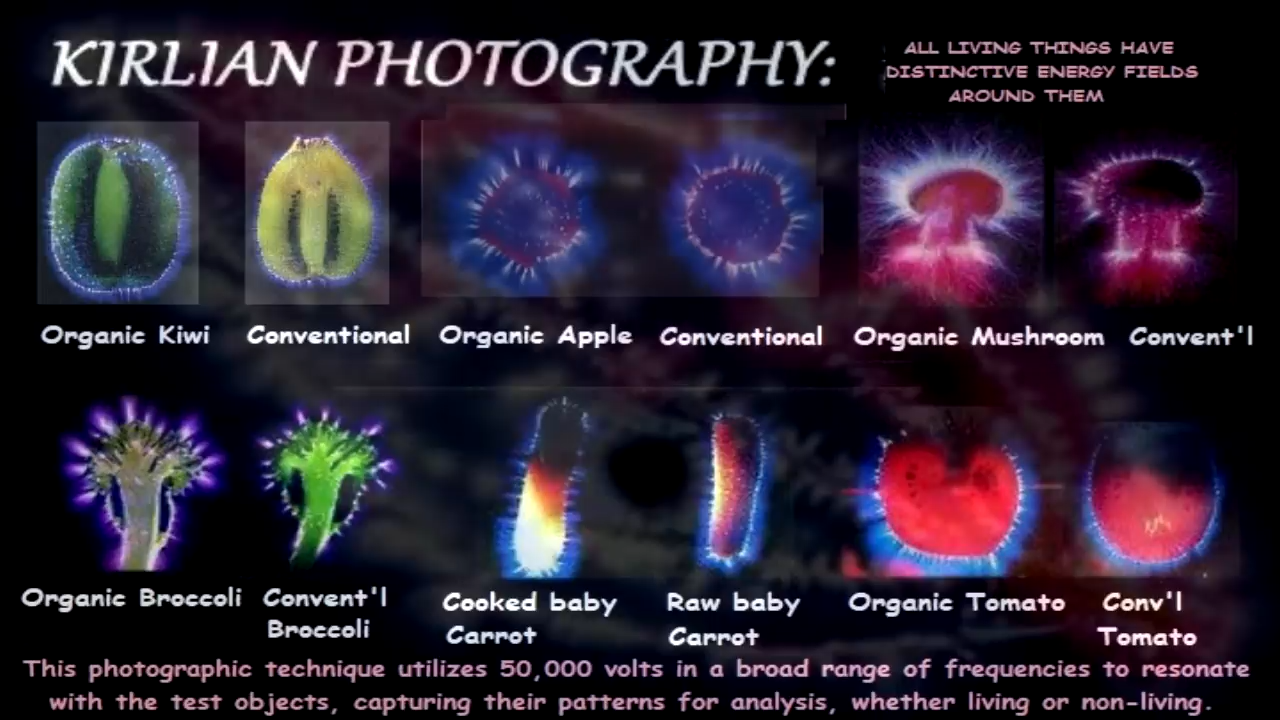 KIRLIAN PHOTOGRAPHY:
ALL LIVING THINGS HAVE
DISTINCTIVE ENERGY FIELDS
AROUND THEM
Organic Kiwi
Conventional
Organic Apple
Conventional
Organic Mushroom
Convent'l
Organic Broccoli
Convent'l
Broccoli
Cooked baby
Carrot
Raw baby
Carrot
Organic Tomato
Conv'l
Tomato
This photographic technique utilizes 50,000 volts in a broad range of frequencies to resonate
with the test objects, capturing their patterns for analysis, whether living or non-living.